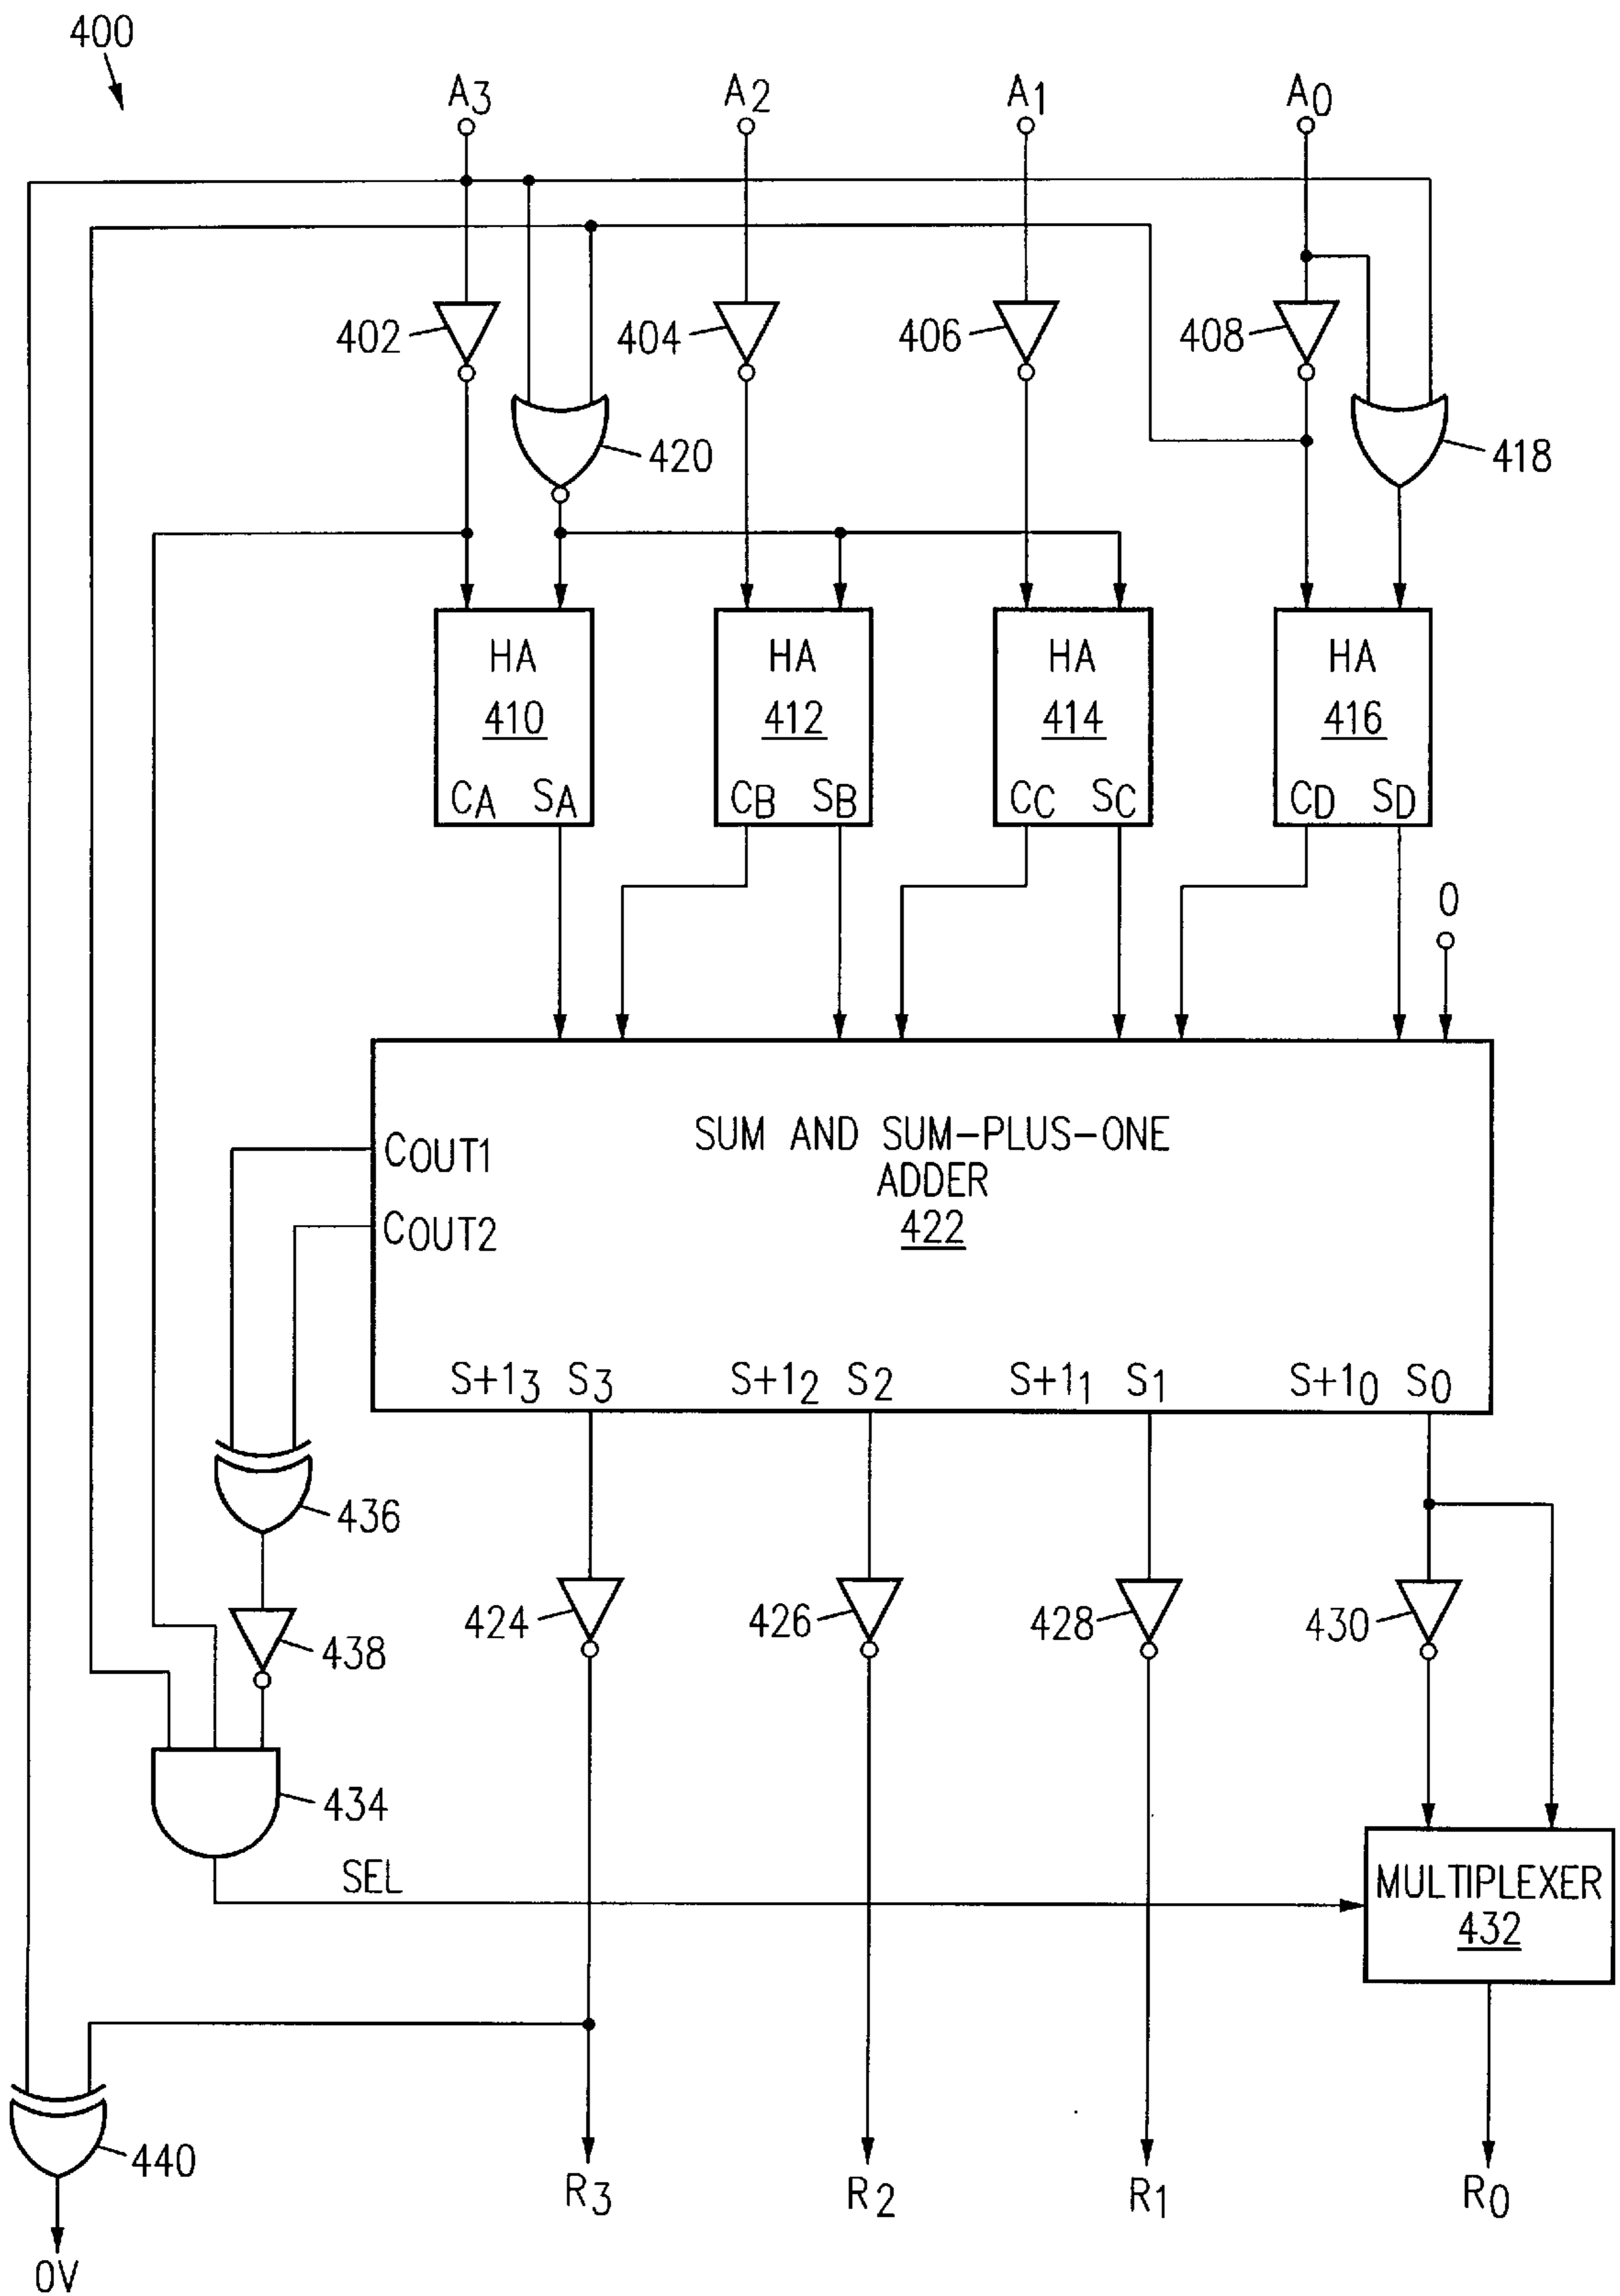 400
A3 A2 A1 A0
402 404 406 408
420 418
HA HA HA HA
410 412 414 416
CA SA CB SB CC SC CD SD
0
COUT1 SUM AND SUM-PLUS-ONE
ADDER
COUT2 422
S+13 S3 S+12 S2 S+11 S1 S+10 S0
436
424 426 428 430
438
434
SEL MULTIPLEXER
432
440
R3 R2 R1 R0
OV